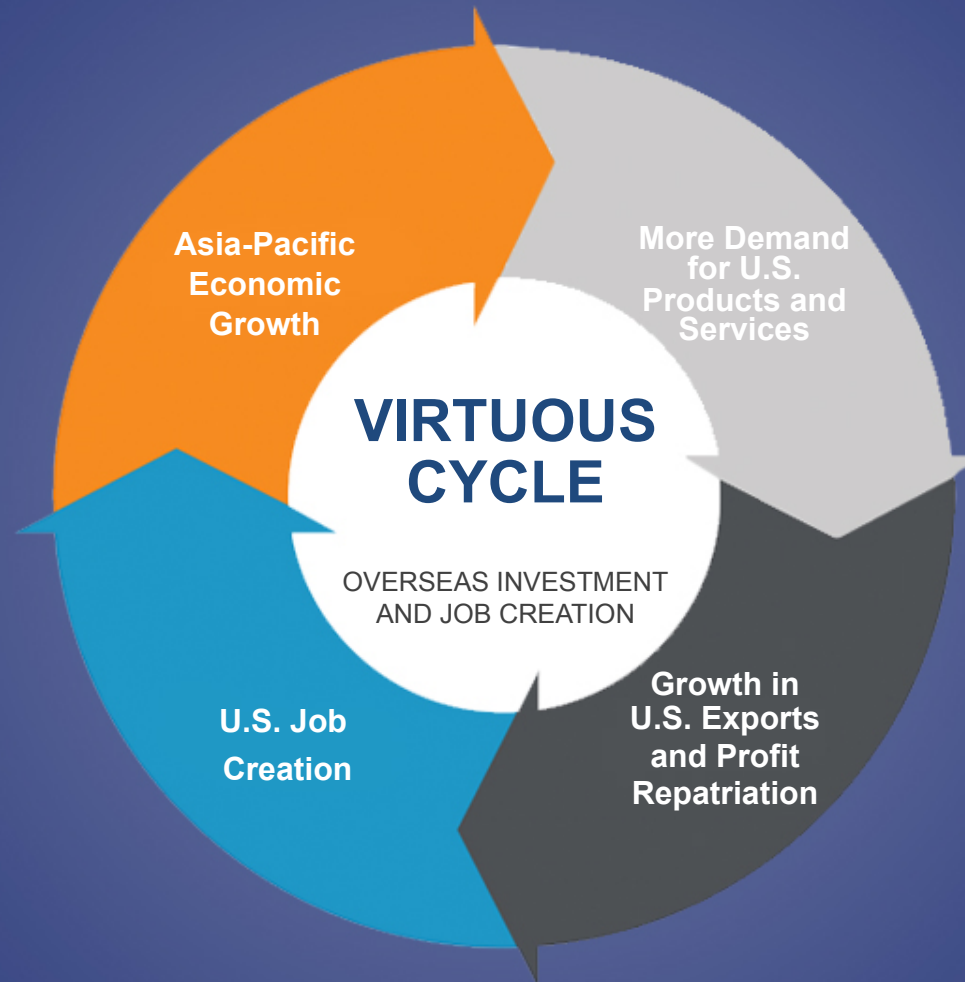 Asia-Pacific
Economic
Growth
More Demand
for U.S.
Products and
Services
VIRTUOUS
CYCLE
OVERSEAS INVESTMENT
AND JOB CREATION
U.S. Job
Creation
Growth in
U.S. Exports
and Profit
Repatriation